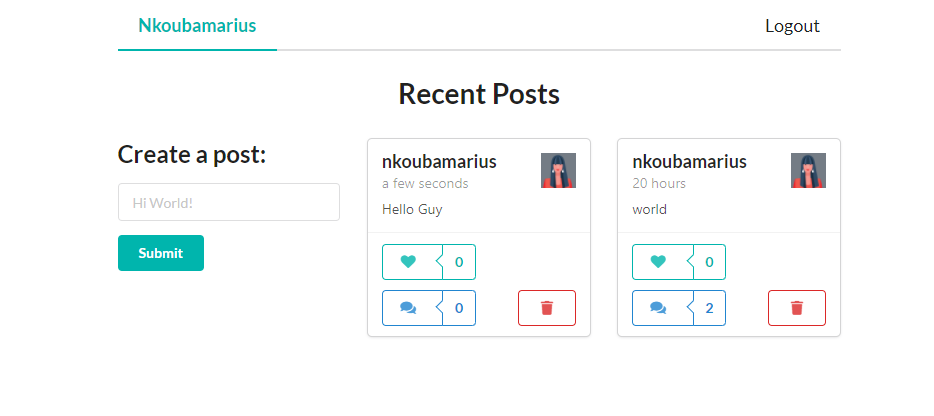 Nkoubamarius
Logout
Recent Posts
Create a post:
Hi World!
Submit
nkoubamarius
a few seconds
Hello Guy
0
0
nkoubamarius
20 hours
world
0
2